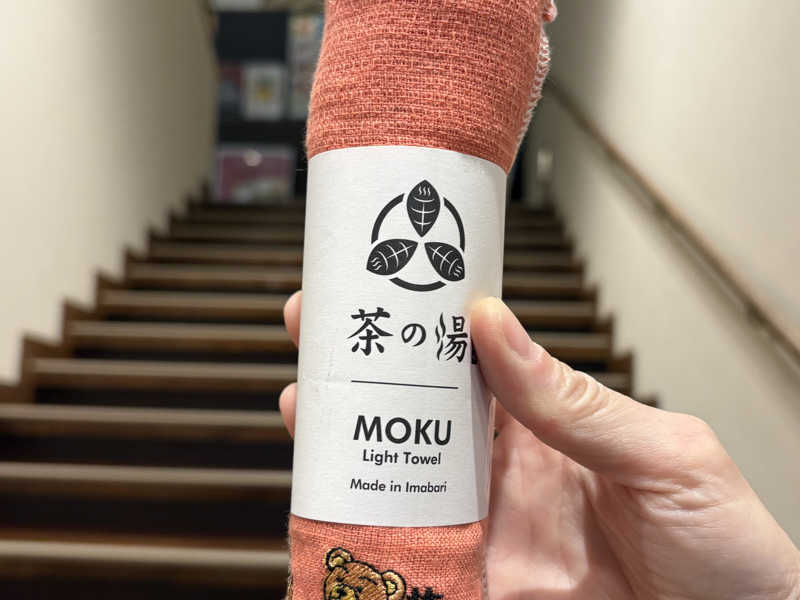 茶の湯
MOKU
Light Towel
Made in Imabari